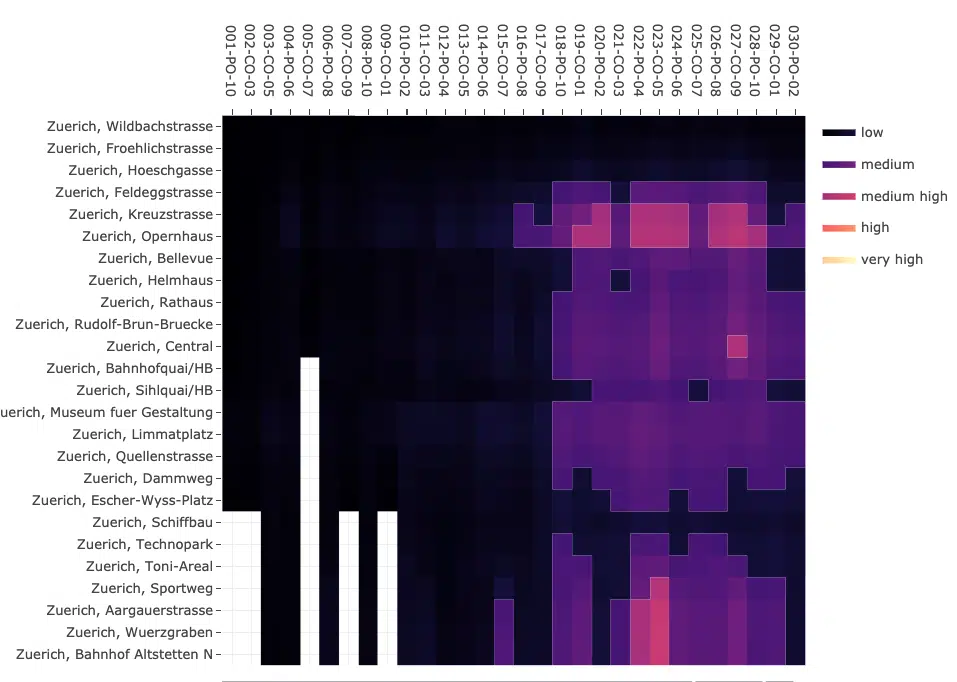 001-PO-10
002-CO-03
003-CO-05
004-PO-06
005-CO-07
006-PO-08
007-CO-09
008-PO-10
009-CO-01
010-PO-02
011-CO-03
012-PO-04
013-CO-05
014-PO-06
015-CO-07
016-PO-08
017-CO-09
018-PO-10
019-CO-01
020-PO-02
021-CO-03
022-PO-04
023-CO-05
024-PO-06
025-CO-07
026-PO-08
027-CO-09
028-PO-10
029-CO-01
030-PO-02
Zuerich, Wildbachstrasse
Zuerich, Froehlichstrasse
Zuerich, Hoeschgasse
Zuerich, Feldeggstrasse
Zuerich, Kreuzstrasse
Zuerich, Opernhaus
Zuerich, Bellevue
Zuerich, Helmhaus
Zuerich, Rathaus
Zuerich, Rudolf-Brun-Bruecke
Zuerich, Central
Zuerich, Bahnhofquai/HB
Zuerich, Sihlquai/HB
uerich, Museum fuer Gestaltung
Zuerich, Limmatplatz
Zuerich, Quellenstrasse
Zuerich, Dammweg
Zuerich, Escher-Wyss-Platz
Zuerich, Schiffbau
Zuerich, Technopark
Zuerich, Toni-Areal
Zuerich, Sportweg
Zuerich, Aargauerstrasse
Zuerich, Wuerzgraben
Zuerich, Bahnhof Altstetten N
low
medium
medium high
high
very high